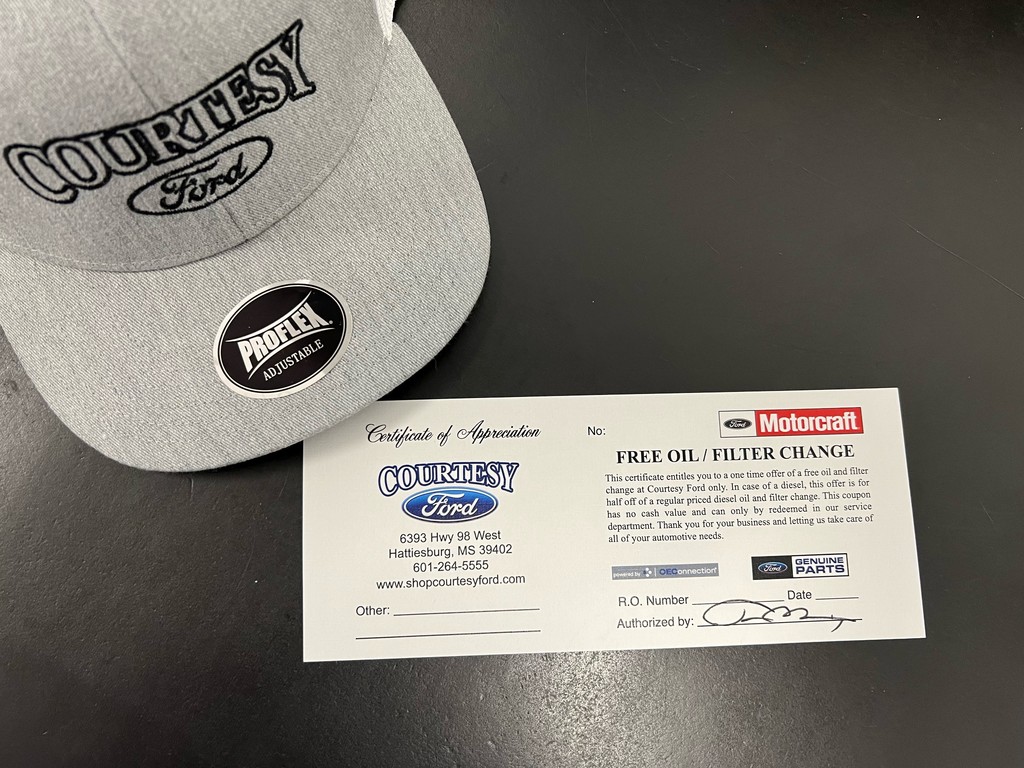 COURTESY
Ford
PROFLEX
ADJUSTABLE
Certificate of Appreciation
COURTESY
Ford
6393 Hwy 98 West
Hattiesburg, MS 39402
601-264-5555
www.shopcourtesyford.com
Other:
No:
Ford Motorcraft
FREE OIL / FILTER CHANGE
This certificate entitles you to a one time offer of a free oil and filter
change at Courtesy Ford only. In case of a diesel, this offer is for
half off of a regular priced diesel oil and filter change. This coupon
has no cash value and can only by redeemed in our service
department. Thank you for your business and letting us take care of
all of your automotive needs.
powered by OEConnection
Ford GENUINE
PARTS
R.O. Number Date
Authorized by: